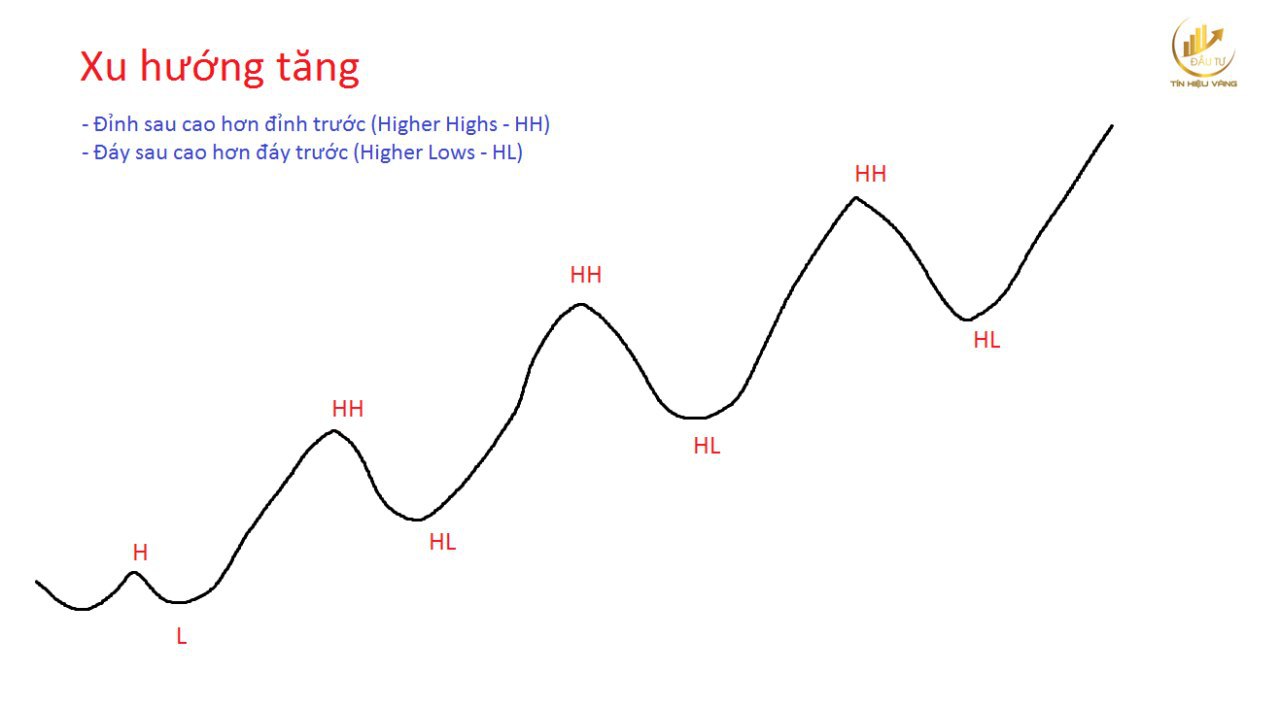 Xu hướng tăng
- Đỉnh sau cao hơn đỉnh trước (Higher Highs - HH)
- Đáy sau cao hơn đáy trước (Higher Lows - HL)
ĐẦU TƯ
TÍN HIỆU VÀNG
HH
HH
HL
HH
HL
HL
H
L